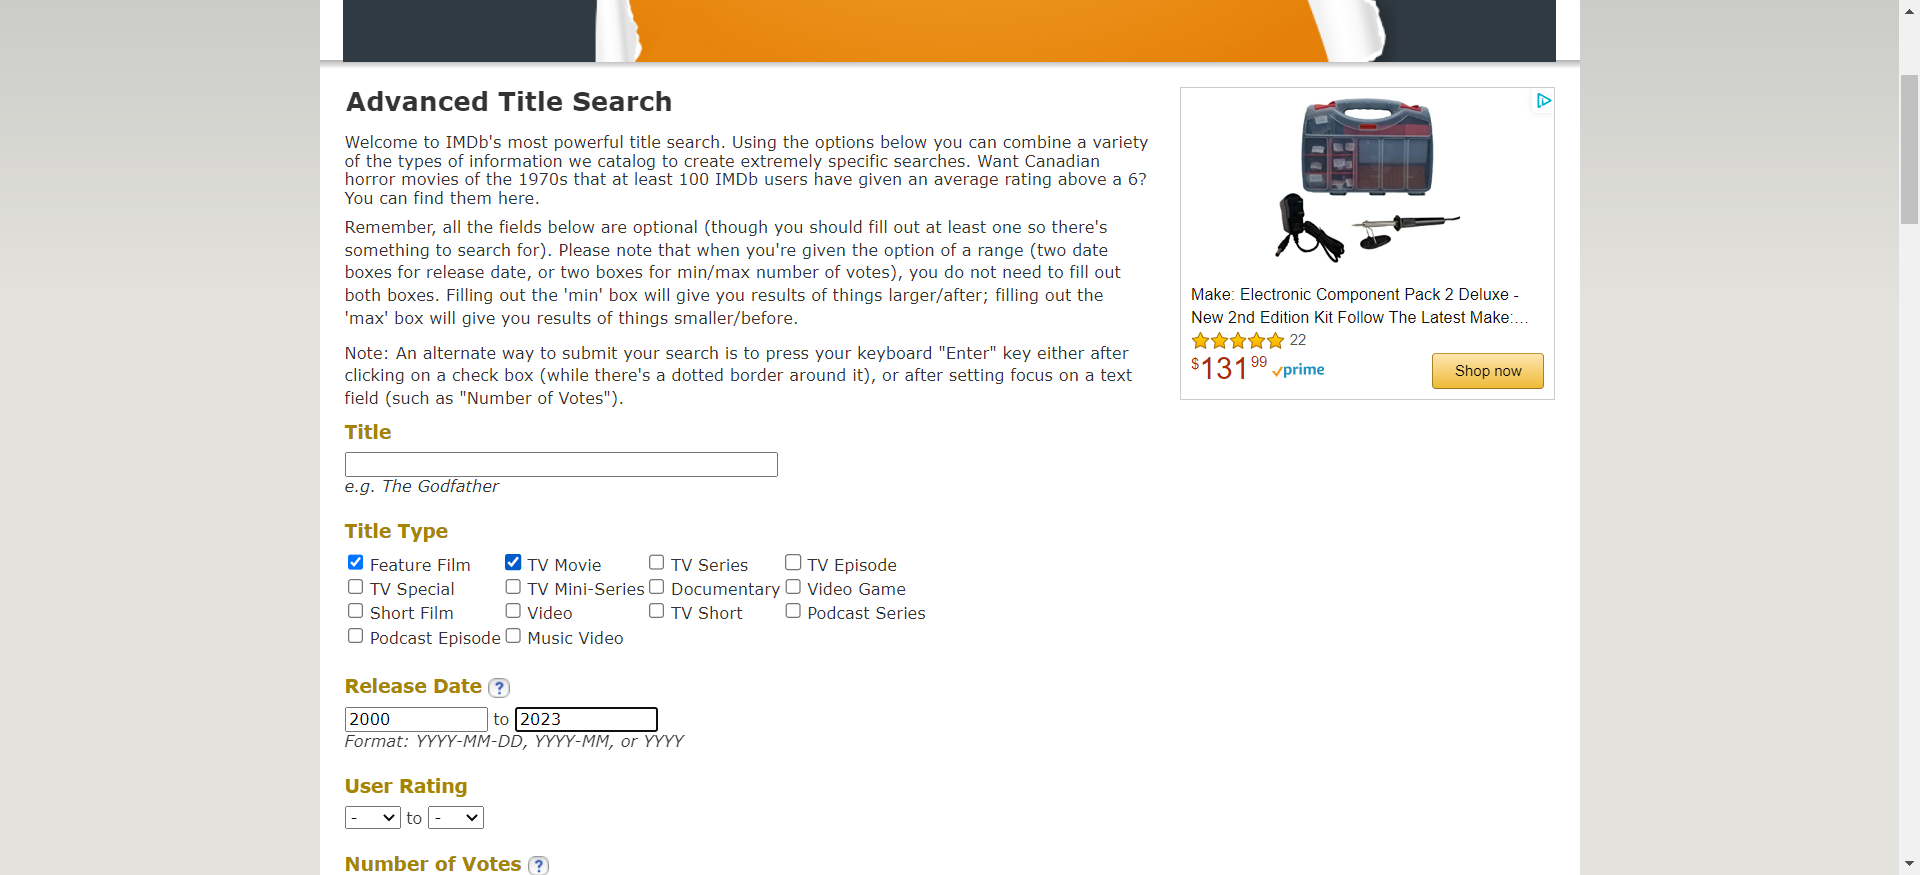 Advanced Title Search
Welcome to IMDb's most powerful title search. Using the options below you can combine a variety
of the types of information we catalog to create extremely specific searches. Want Canadian
horror movies of the 1970s that at least 100 IMDb users have given an average rating above a 6?
You can find them here.
Remember, all the fields below are optional (though you should fill out at least one so there's
something to search for). Please note that when you're given the option of a range (two date
boxes for release date, or two boxes for min/max number of votes), you do not need to fill out
both boxes. Filling out the 'min' box will give you results of things larger/after; filling out the
'max' box will give you results of things smaller/before.
Note: An alternate way to submit your search is to press your keyboard "Enter" key either after
clicking on a check box (while there's a dotted border around it), or after setting focus on a text
field (such as "Number of Votes").
Title
e.g. The Godfather
Title Type
Feature Film TV Movie TV Series TV Episode
TV Special TV Mini-Series Documentary Video Game
Short Film Video TV Short Podcast Series
Podcast Episode Music Video
Release Date ?
2000 to 2023
Format: YYYY-MM-DD, YYYY-MM, or YYYY
User Rating
- to -
Number of Votes ?
Make: Electronic Component Pack 2 Deluxe -
New 2nd Edition Kit Follow The Latest Make:...
22
$131 99 prime
Shop now